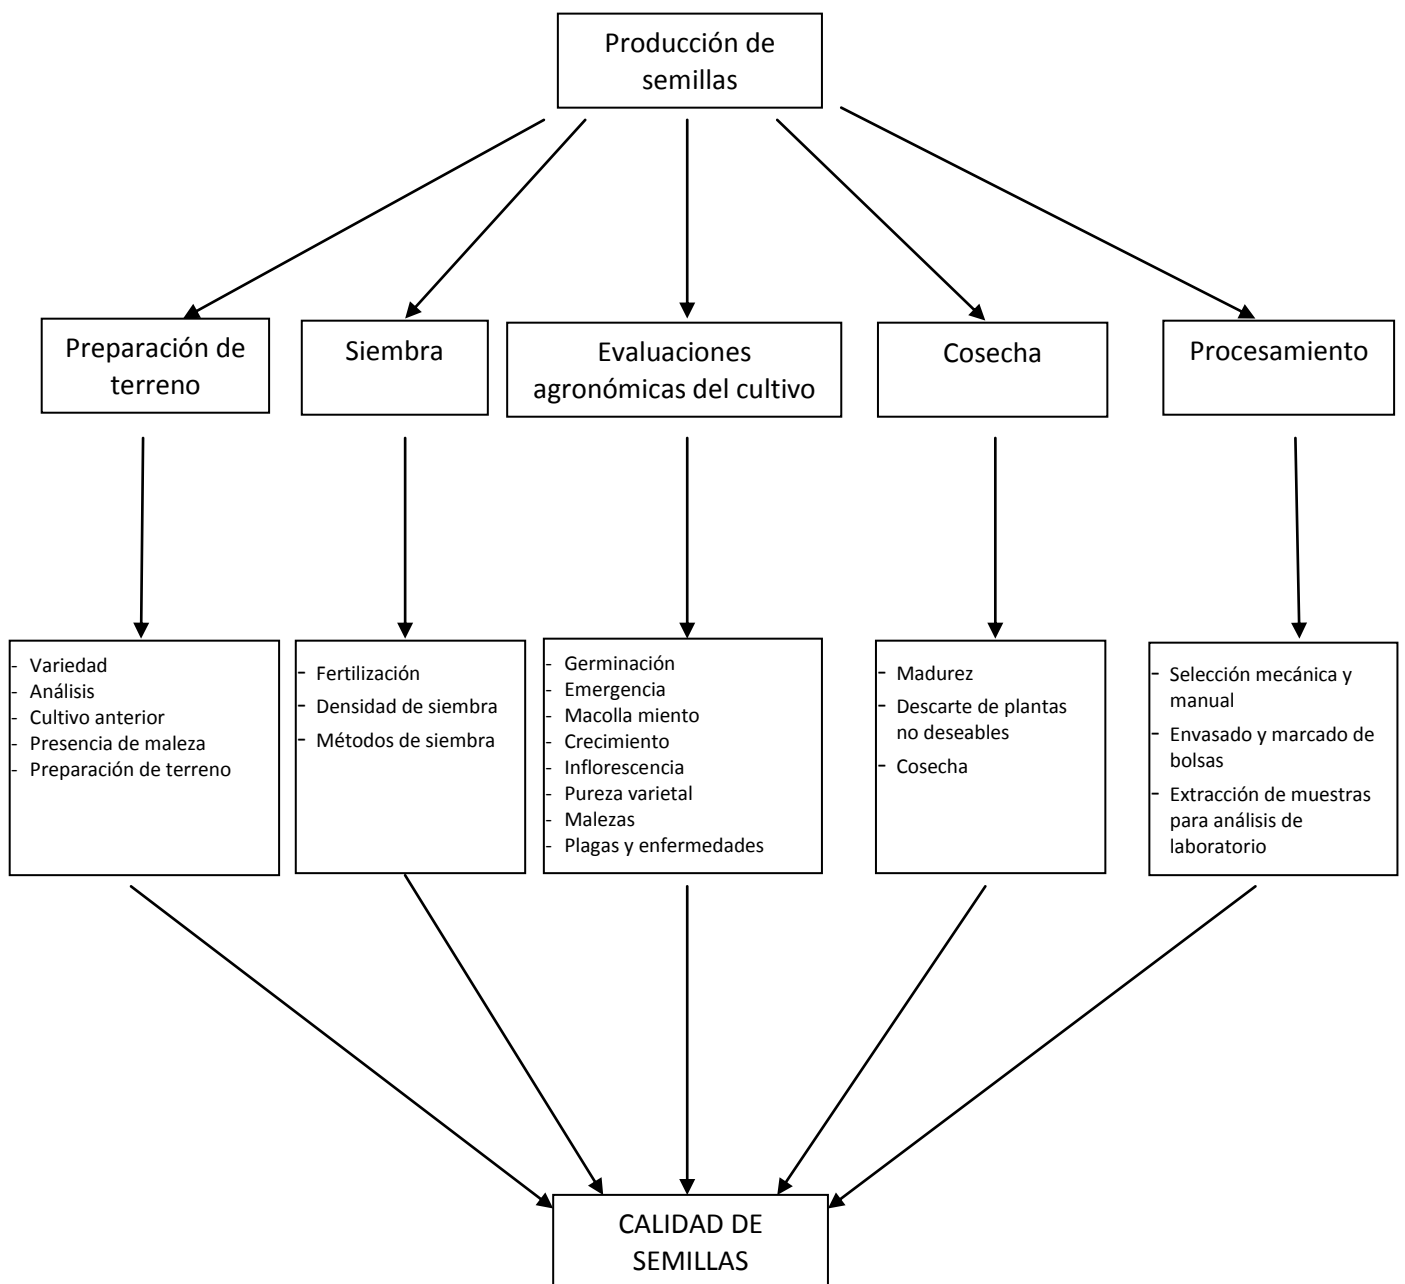 Producción de
semillas
Preparación de
terreno
Siembra
Evaluaciones
agronómicas del cultivo
Cosecha
Procesamiento
- Variedad
- Análisis
- Cultivo anterior
- Presencia de maleza
- Preparación de terreno
- Fertilización
- Densidad de siembra
- Métodos de siembra
- Germinación
- Emergencia
- Macolla miento
- Crecimiento
- Inflorescencia
- Pureza varietal
- Malezas
- Plagas y enfermedades
- Madurez
- Descarte de plantas
no deseables
- Cosecha
- Selección mecánica y
manual
- Envasado y marcado de
bolsas
- Extracción de muestras
para análisis de
laboratorio
CALIDAD DE
SEMILLAS